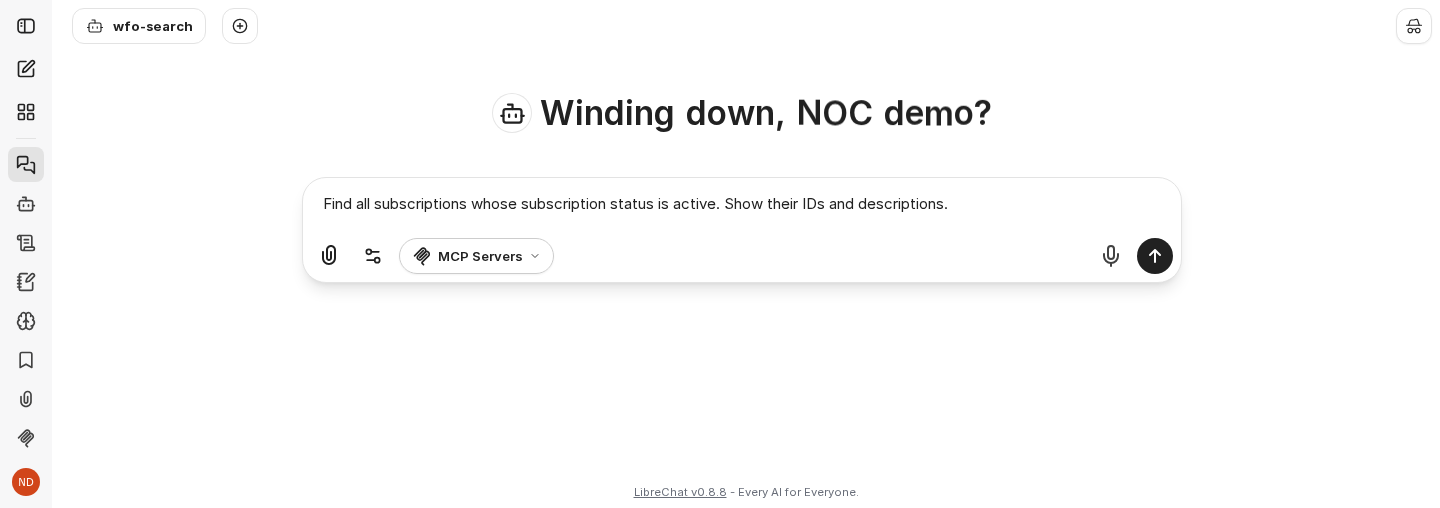 wfo-search
Winding down, NOC demo?
Find all subscriptions whose subscription status is active. Show their IDs and descriptions.
MCP Servers
ND
LibreChat v0.8.8 - Every AI for Everyone.